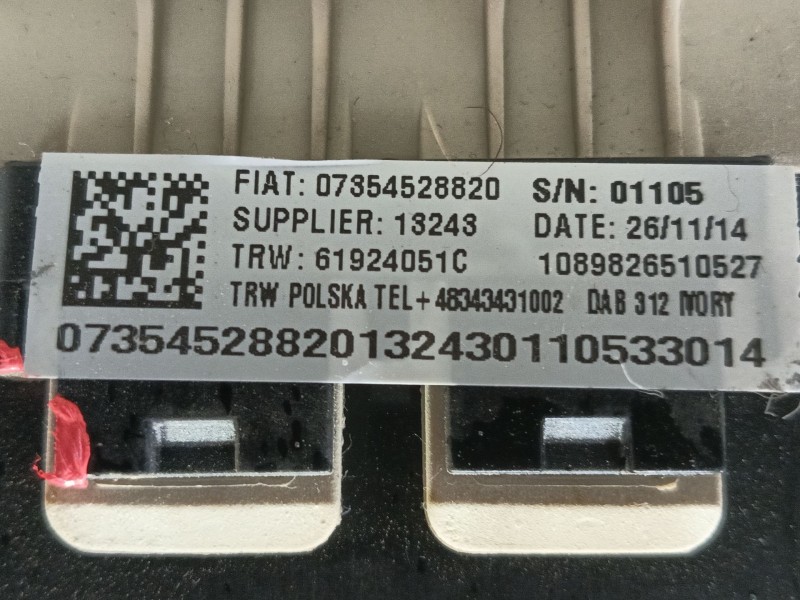 FIAT: 07354528820 S/N: 01105
SUPPLIER: 13243 DATE: 26/11/14
TRW: 61924051C 1089826510527
TRW POLSKA TEL+48343431002 DAB 312 IVORY
07354528820132430110533014